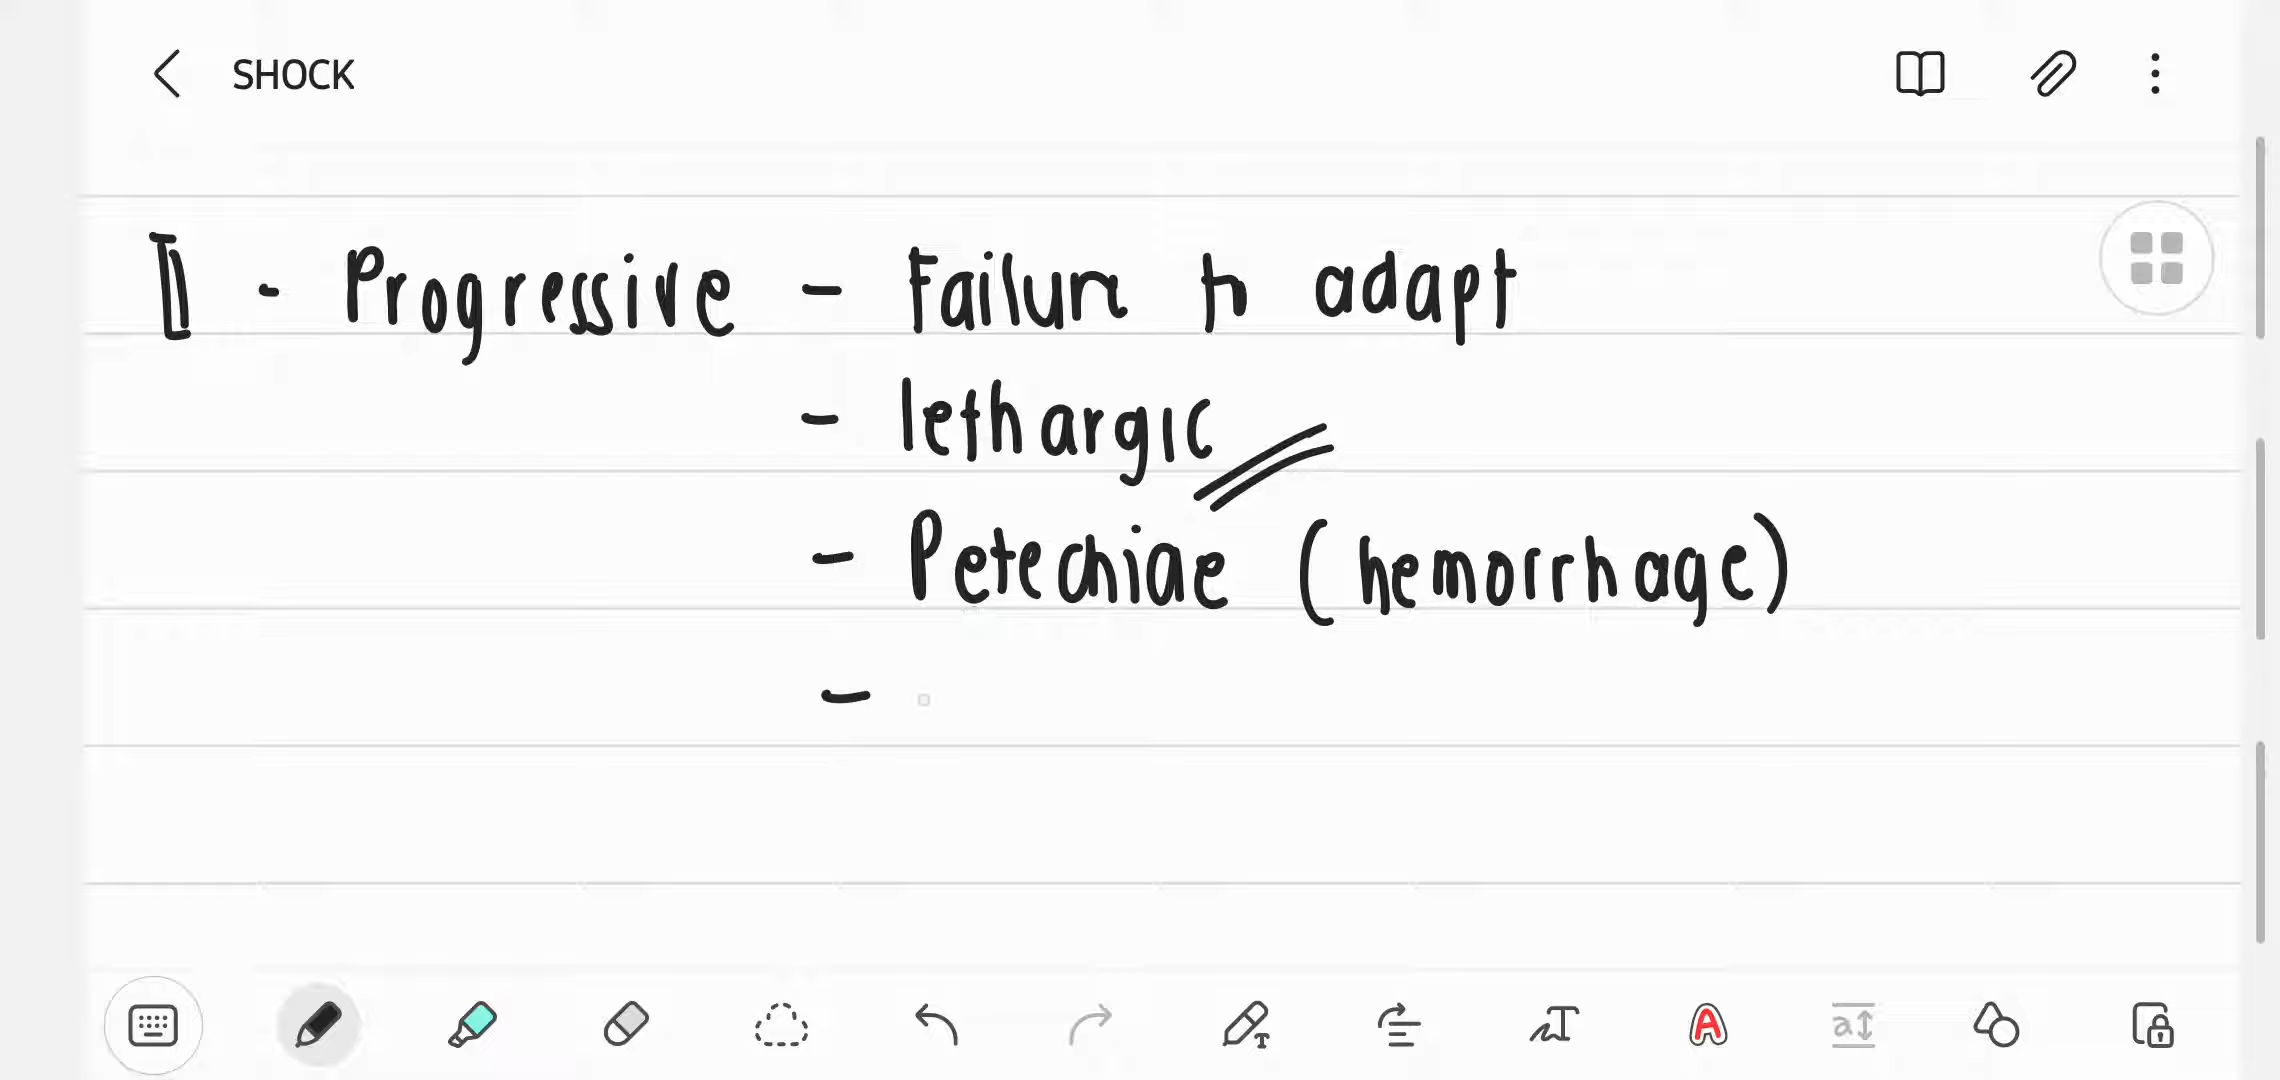 SHOCK
II - Progressive - Failure to adapt
- lethargic
- Petechiae (hemorrhage)
-